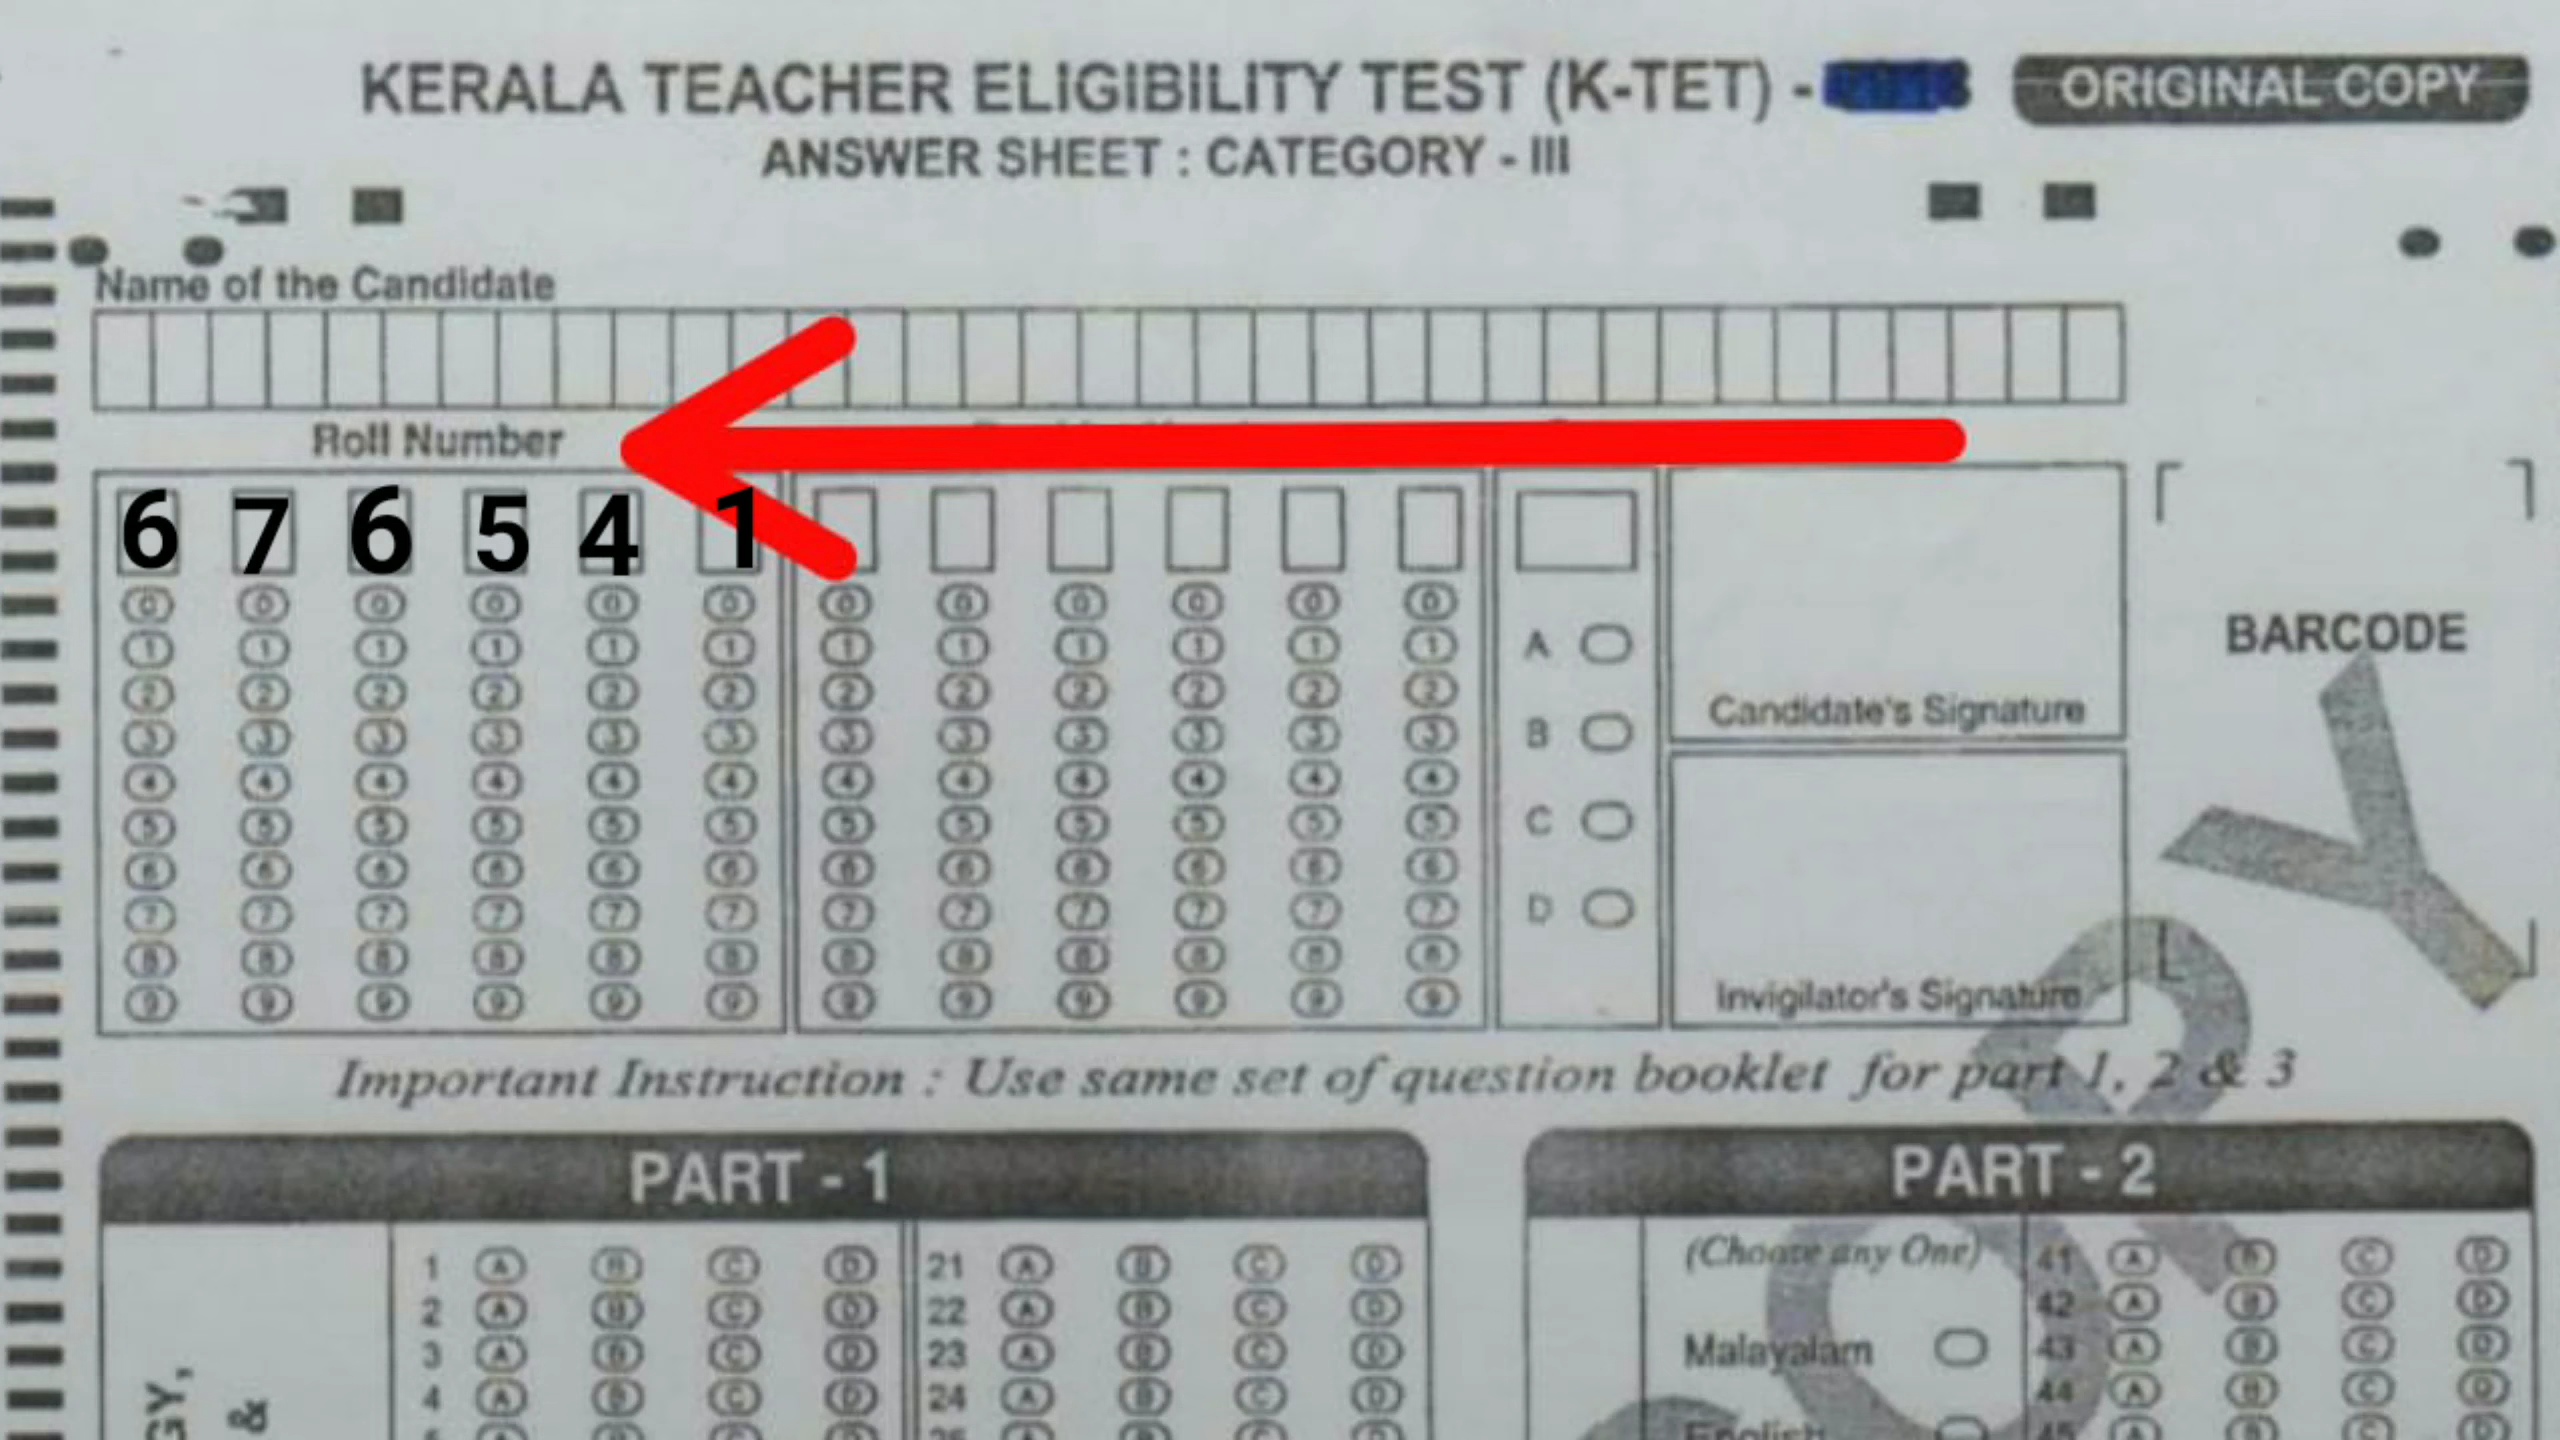 KERALA TEACHER ELIGIBILITY TEST (K-TET) -
ORIGINAL COPY
ANSWER SHEET : CATEGORY - III
Name of the Candidate
Roll Number
6 7 6 5 4 1
0 0 0 0 0 0 0 0 0 0 0 0
1 1 1 1 1 1 1 1 1 1 1 1
2 2 2 2 2 2 2 2 2 2 2 2
3 3 3 3 3 3 3 3 3 3 3 3
4 4 4 4 4 4 4 4 4 4 4 4
5 5 5 5 5 5 5 5 5 5 5 5
6 6 6 6 6 6 6 6 6 6 6 6
7 7 7 7 7 7 7 7 7 7 7 7
8 8 8 8 8 8 8 8 8 8 8 8
9 9 9 9 9 9 9 9 9 9 9 9
A
B
C
D
Candidate's Signature
Invigilator's Signature
BARCODE
COPY
Important Instruction : Use same set of question booklet for part 1, 2 & 3
PART - 1
1 A B C D 21 A B C D
2 A B C D 22 A B C D
3 A B C D 23 A B C D
4 A B C D 24 A B C D
&
PART - 2
(Choose any One)
Malayalam
English
41 A B C D
42 A B C D
43 A B C D
44 A B C D
45